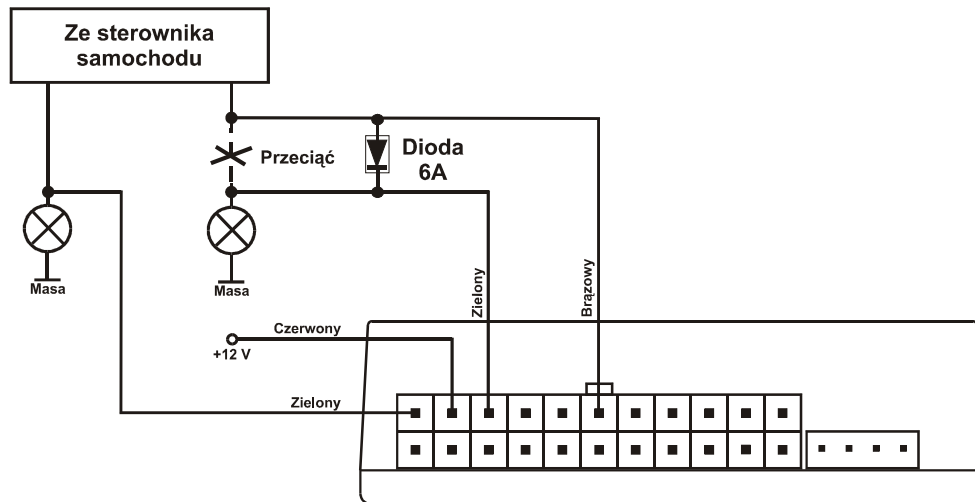 Ze sterownika
samochodu
Przeciąć
Dioda
6A
Masa
Masa
Zielony
Brązowy
Czerwony
+12 V
Zielony